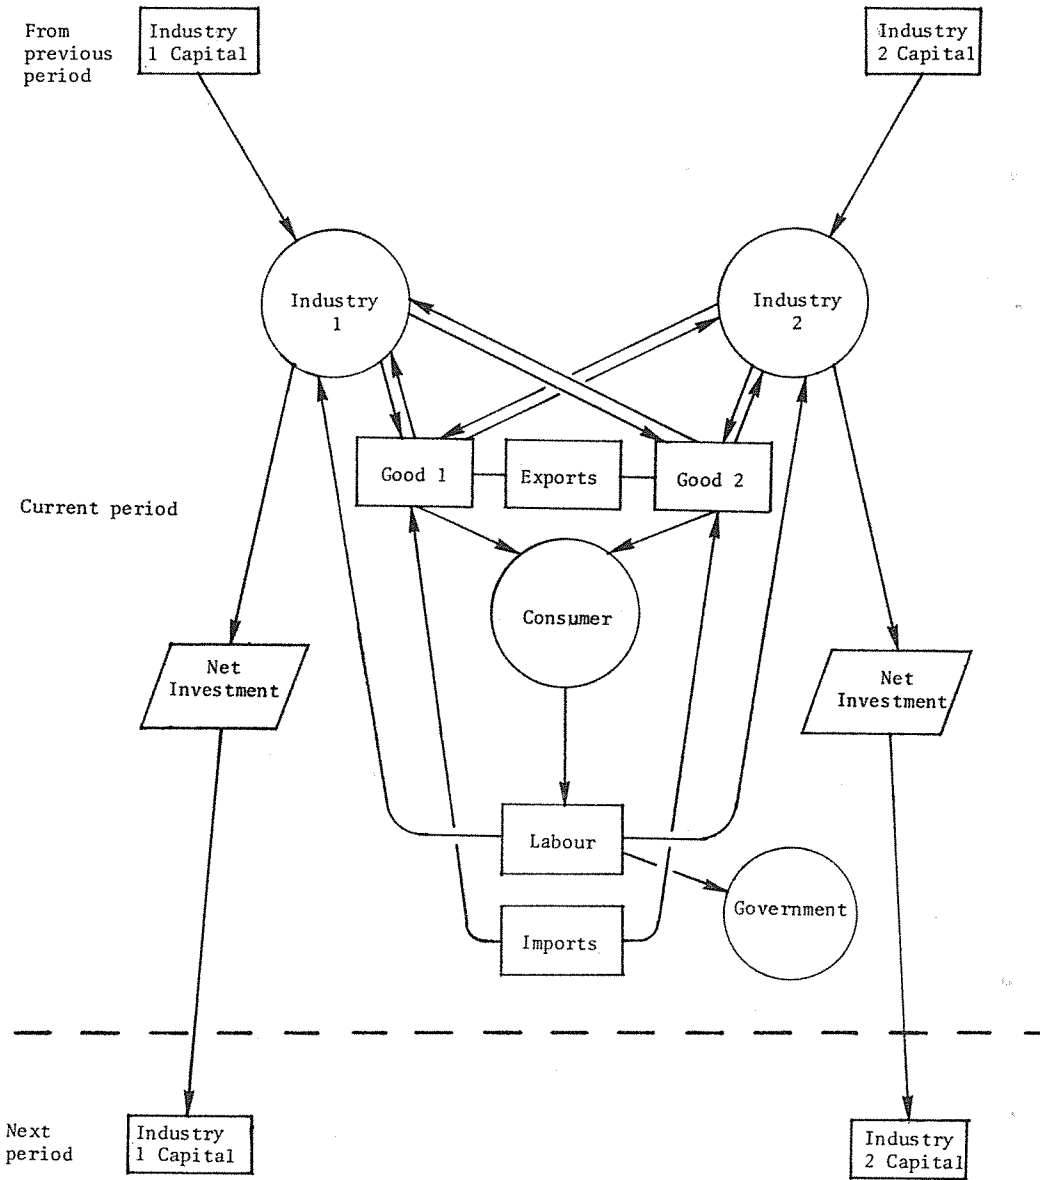 From
previous
period
Industry
1 Capital
Industry
2 Capital
Industry
1
Industry
2
Good 1
Exports
Good 2
Current period
Consumer
Net
Investment
Net
Investment
Labour
Government
Imports
Next
period
Industry
1 Capital
Industry
2 Capital